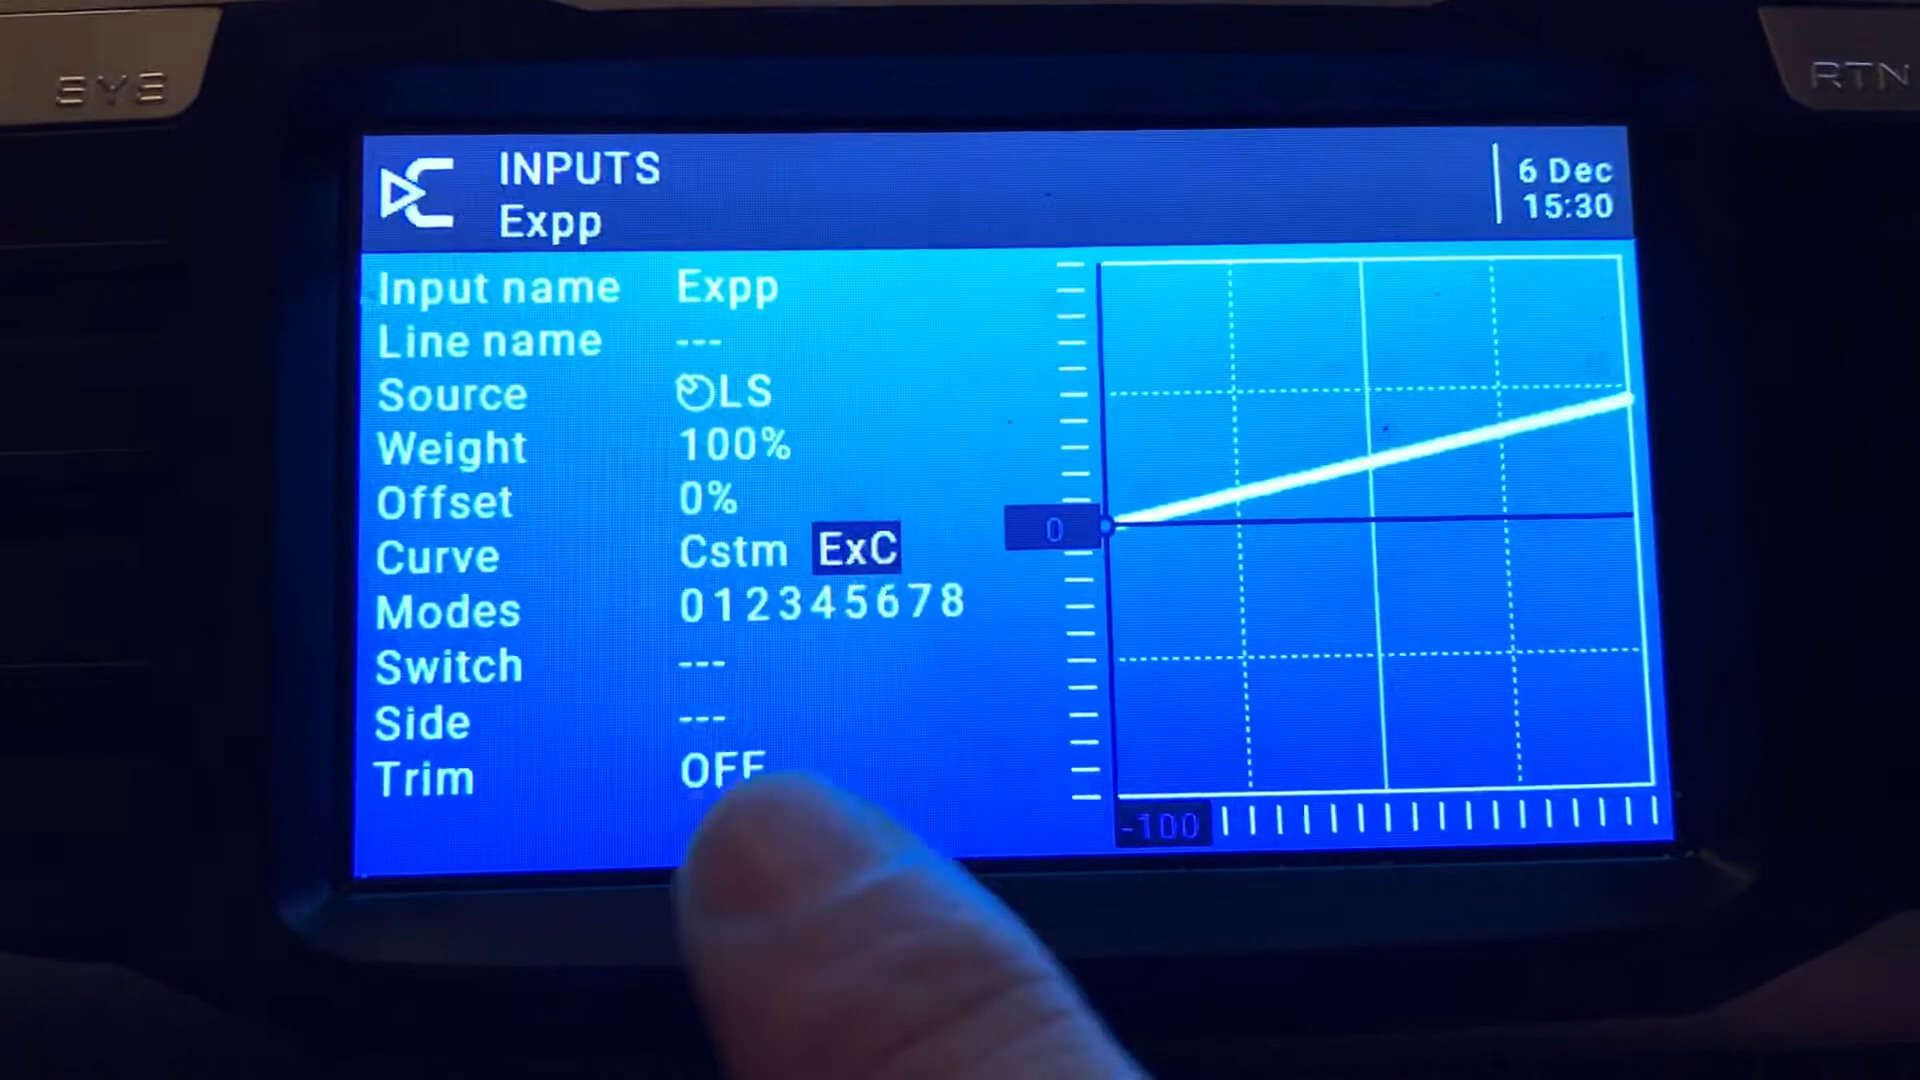 SYS
RTN
INPUTS
Expp
6 Dec
15:30
Input name Expp
Line name ---
Source LS
Weight 100%
Offset 0%
Curve Cstm ExC
Modes 012345678
Switch ---
Side ---
Trim OFF
0
-100